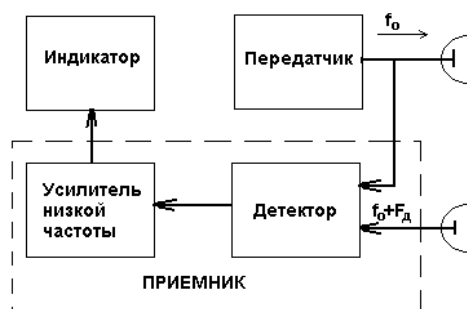 f₀
Индикатор
Передатчик
Усилитель
низкой
частоты
Детектор
f₀+Fд
ПРИЕМНИК